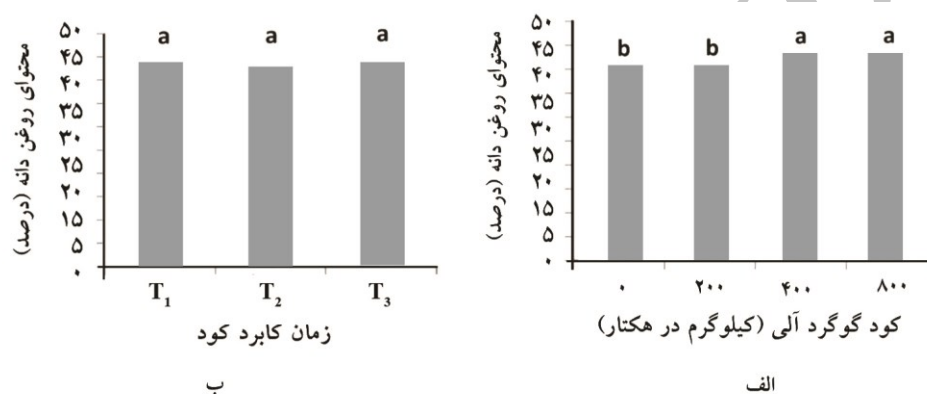 محتوای روغن دانه (درصد)
۵۰
۴۵
۴۰
۳۵
۳۰
۲۵
۲۰
۱۵
۵
۰
b b a a
۰ ۲۰۰ ۴۰۰ ۸۰۰
کود گوگرد آلی (کیلوگرم در هکتار)
الف
محتوای روغن دانه (درصد)
۵۰
۴۵
۴۰
۳۵
۳۰
۲۵
۲۰
۱۵
۵
۰
a a a
T₁ T₂ T₃
زمان کابرد کود
ب